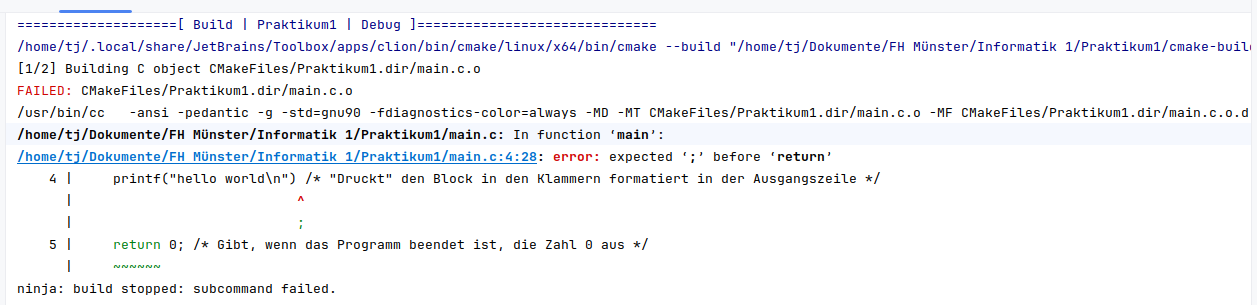 ====================[ Build | Praktikum1 | Debug ]==============================
/home/tj/.local/share/JetBrains/Toolbox/apps/clion/bin/cmake/linux/x64/bin/cmake --build "/home/tj/Dokumente/FH Münster/Informatik 1/Praktikum1/cmake-buil
[1/2] Building C object CMakeFiles/Praktikum1.dir/main.c.o
FAILED: CMakeFiles/Praktikum1.dir/main.c.o
/usr/bin/cc   -ansi -pedantic -g -std=gnu90 -fdiagnostics-color=always -MD -MT CMakeFiles/Praktikum1.dir/main.c.o -MF CMakeFiles/Praktikum1.dir/main.c.o.d
/home/tj/Dokumente/FH Münster/Informatik 1/Praktikum1/main.c: In function ‘main’:
/home/tj/Dokumente/FH Münster/Informatik 1/Praktikum1/main.c:4:28: error: expected ‘;’ before ‘return’
    4 |     printf("hello world\n") /* "Druckt" den Block in den Klammern formatiert in der Ausgangszeile */
      |                            ^
      |                            ;
    5 |     return 0; /* Gibt, wenn das Programm beendet ist, die Zahl 0 aus */
      |     ~~~~~~
ninja: build stopped: subcommand failed.